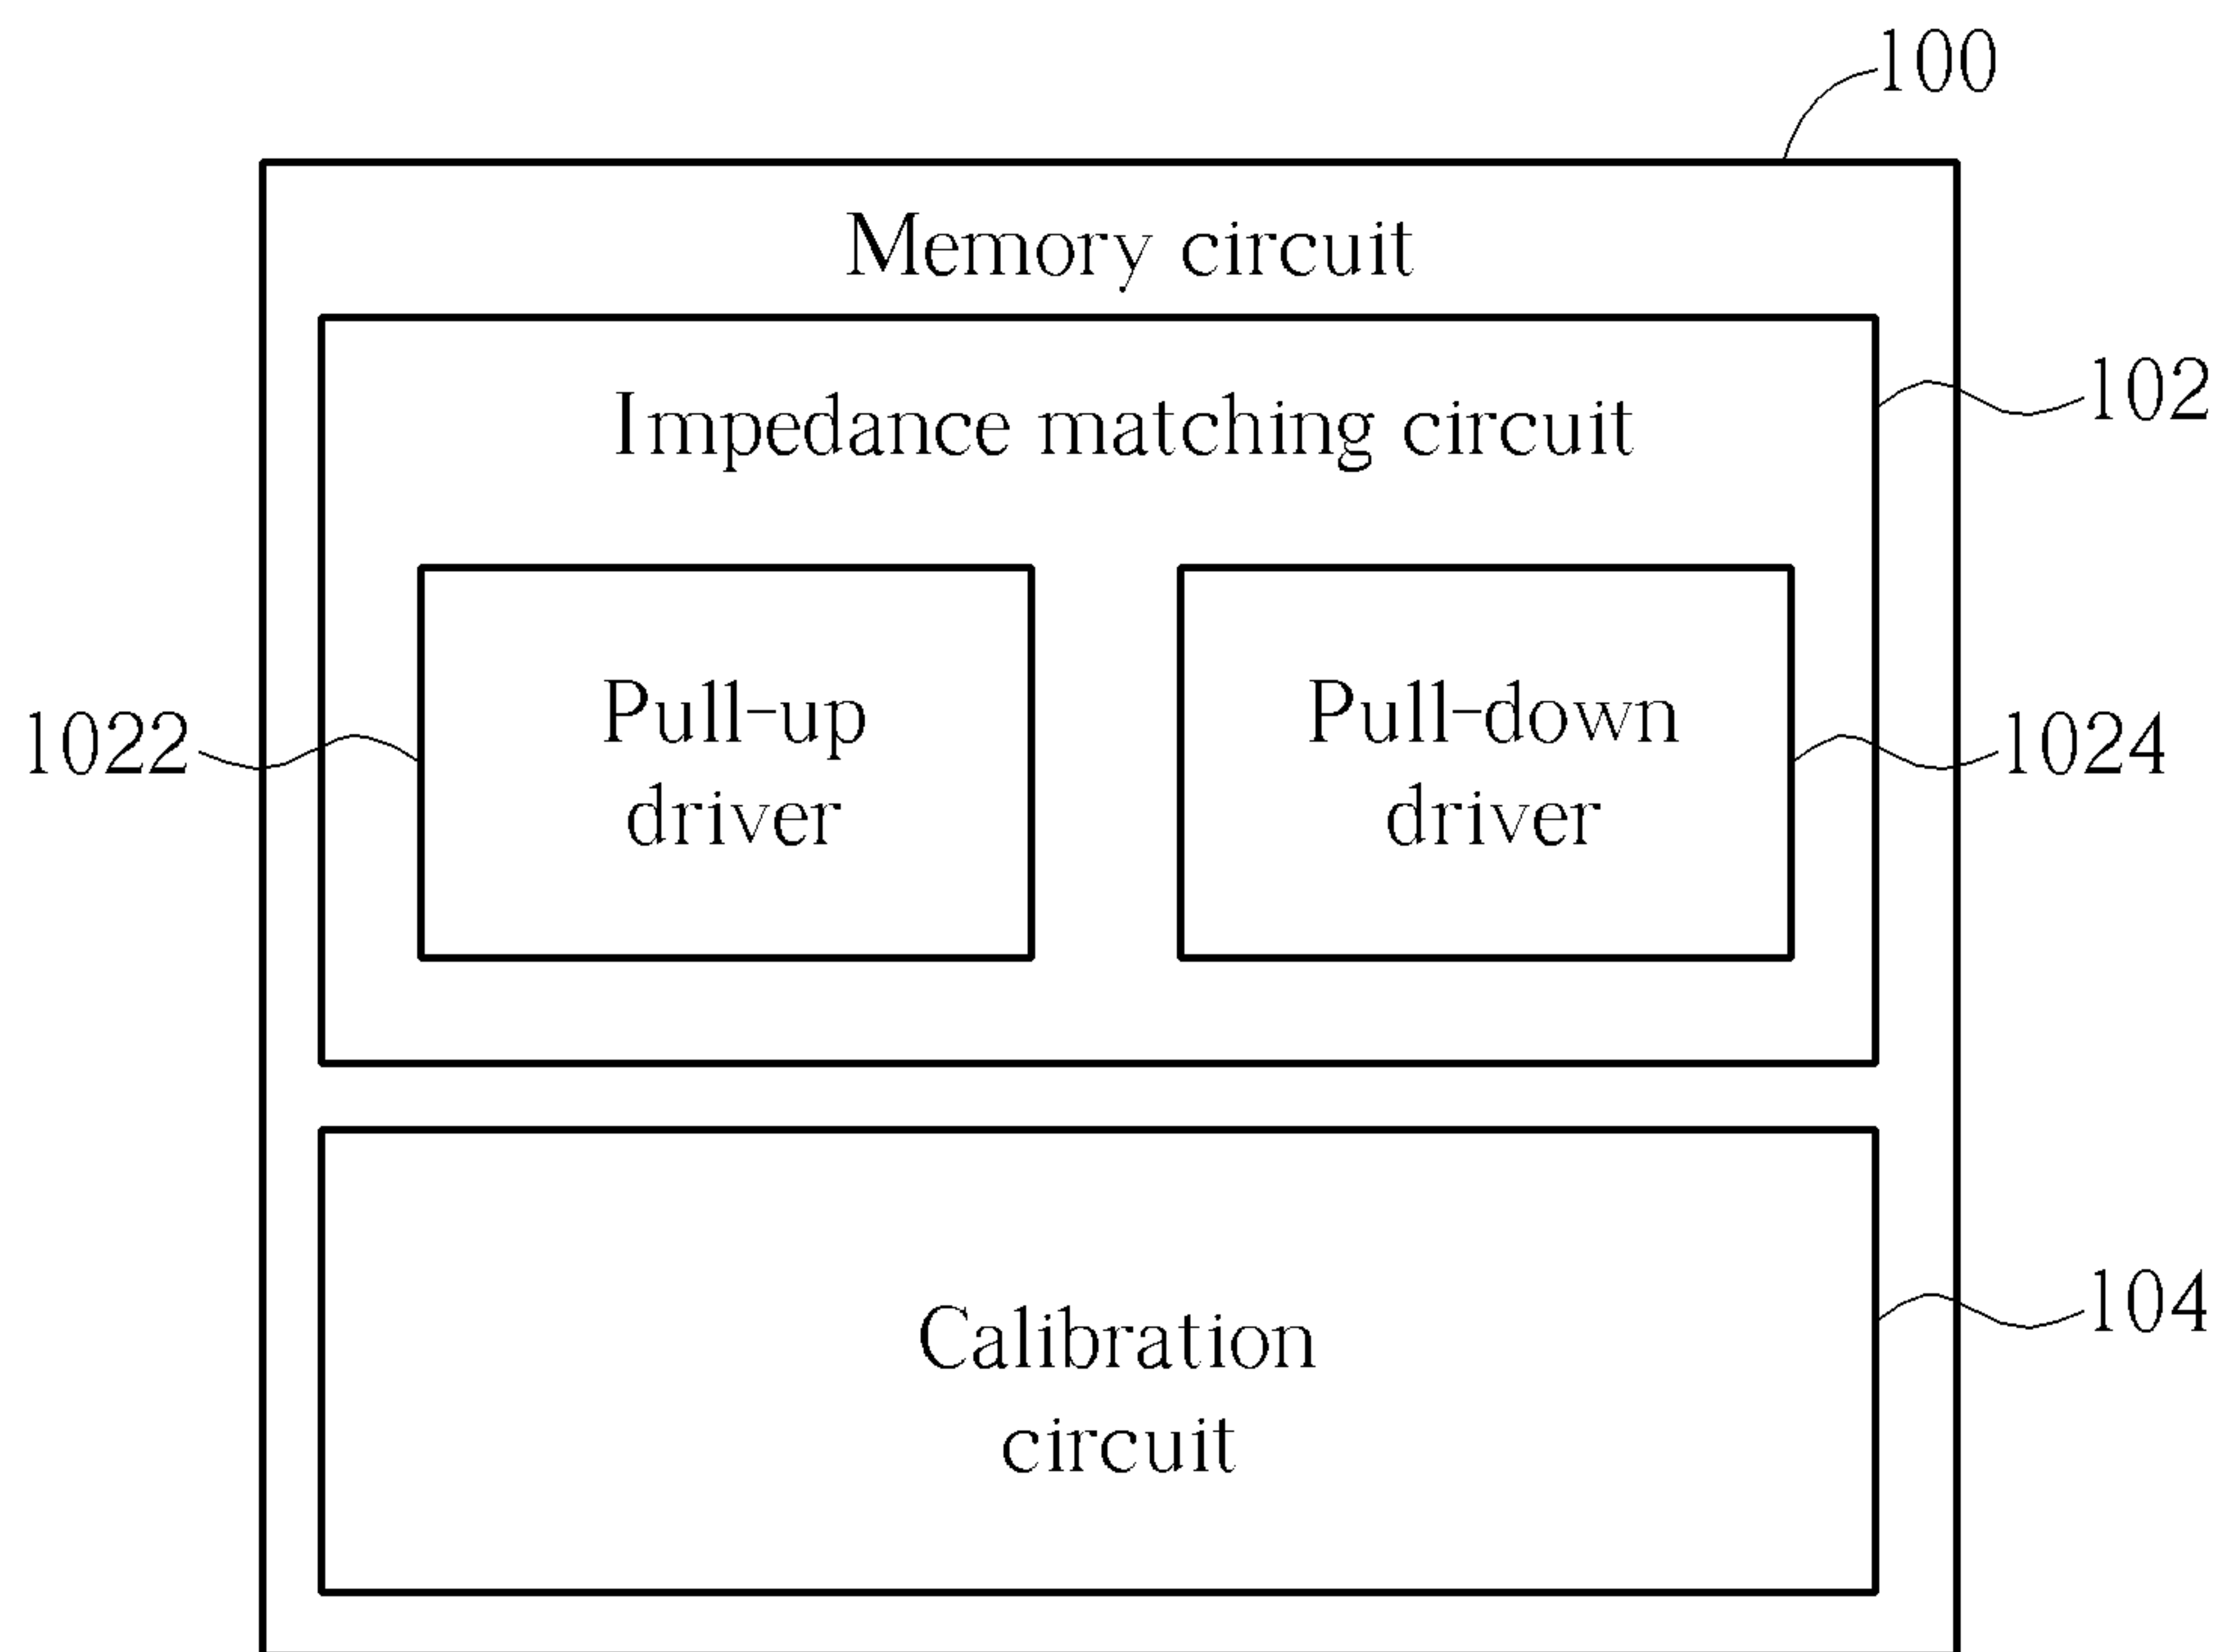 100
Memory circuit
Impedance matching circuit
102
Pull-up
driver
Pull-down
driver
1022
1024
Calibration
circuit
104